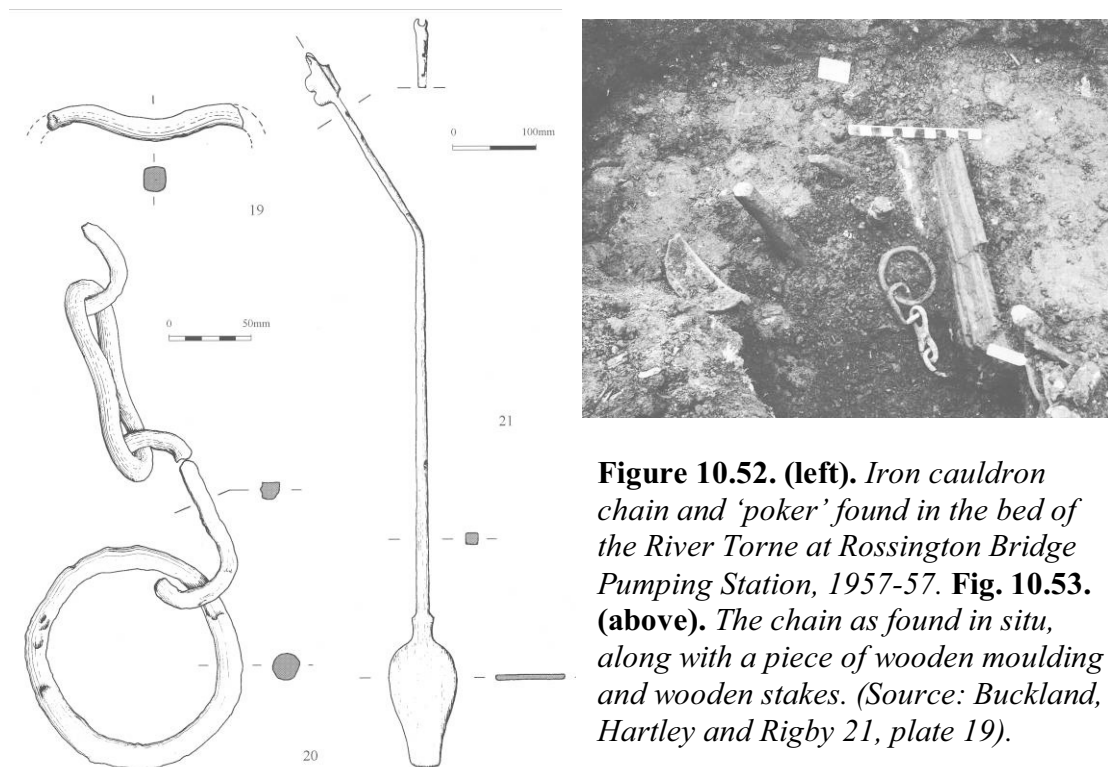 0 100mm
19
0 50mm
21
20
Figure 10.52. (left). Iron cauldron
chain and ‘poker’ found in the bed of
the River Torne at Rossington Bridge
Pumping Station, 1957-57. Fig. 10.53.
(above). The chain as found in situ,
along with a piece of wooden moulding
and wooden stakes. (Source: Buckland,
Hartley and Rigby 21, plate 19).